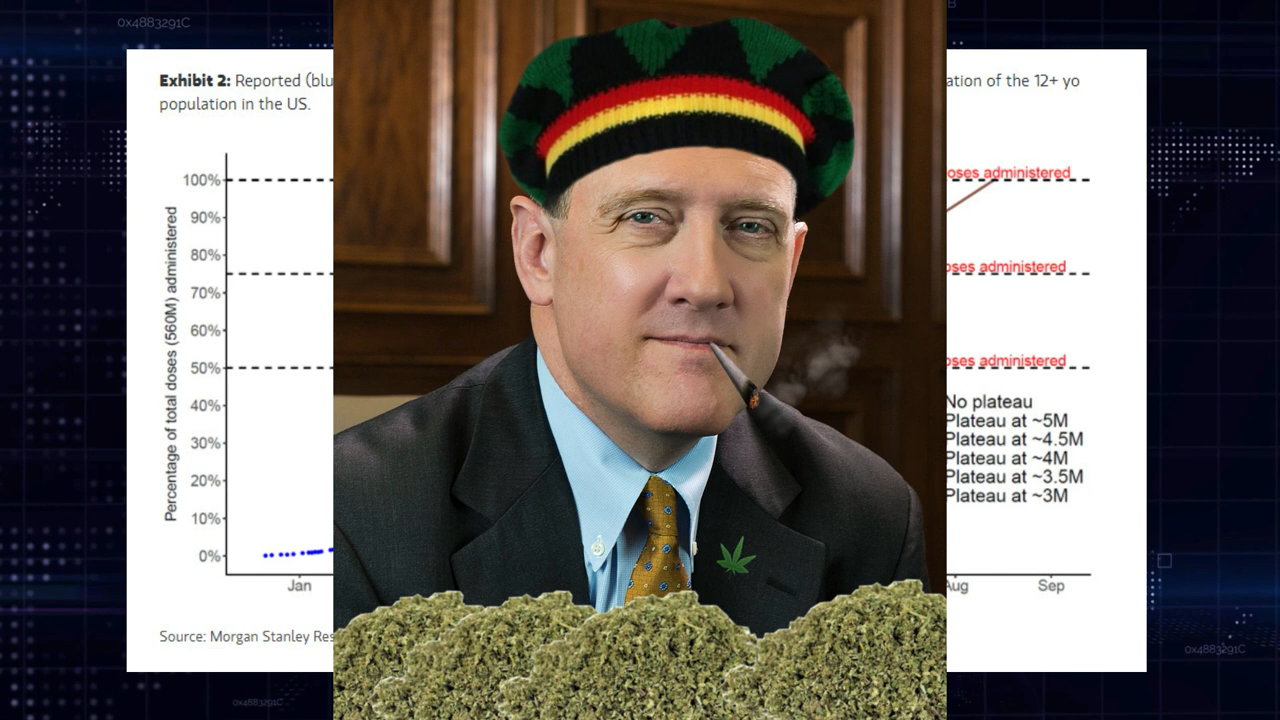 0x4883291C
B
Exhibit 2: Reported (blu
ation of the 12+ yo
population in the US.
Percentage of total doses (560M) administered
100%
90%
80%
70%
60%
50%
40%
30%
20%
10%
0%
oses administered
oses administered
oses administered
No plateau
Plateau at ~5M
Plateau at ~4.5M
Plateau at ~4M
Plateau at ~3.5M
Plateau at ~3M
Jan
Aug
Sep
Source: Morgan Stanley Res
0x4883291C
0x4883291C